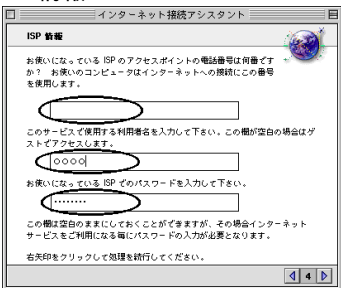 インターネット接続アシスタント
ISP 情報
お使いになっている ISP のアクセスポイントの電話番号は何番です
か？ お使いのコンピュータはインターネットへの接続にこの番号
を使用します。
このサービスで使用する利用者名を入力して下さい。この欄が空白の場合はゲ
ストでアクセスします。
○○○○
お使いになっている ISP でのパスワードを入力して下さい。
••••••••
この欄は空白のままにしておくことができますが、その場合インターネット
サービスをご利用になる毎にパスワードの入力が必要となります。
右矢印をクリックして処理を続行してください。
4